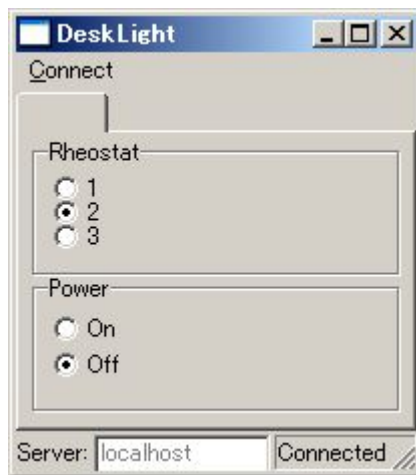 DeskLight
Connect
Rheostat
1
2
3
Power
On
Off
Server: localhost Connected